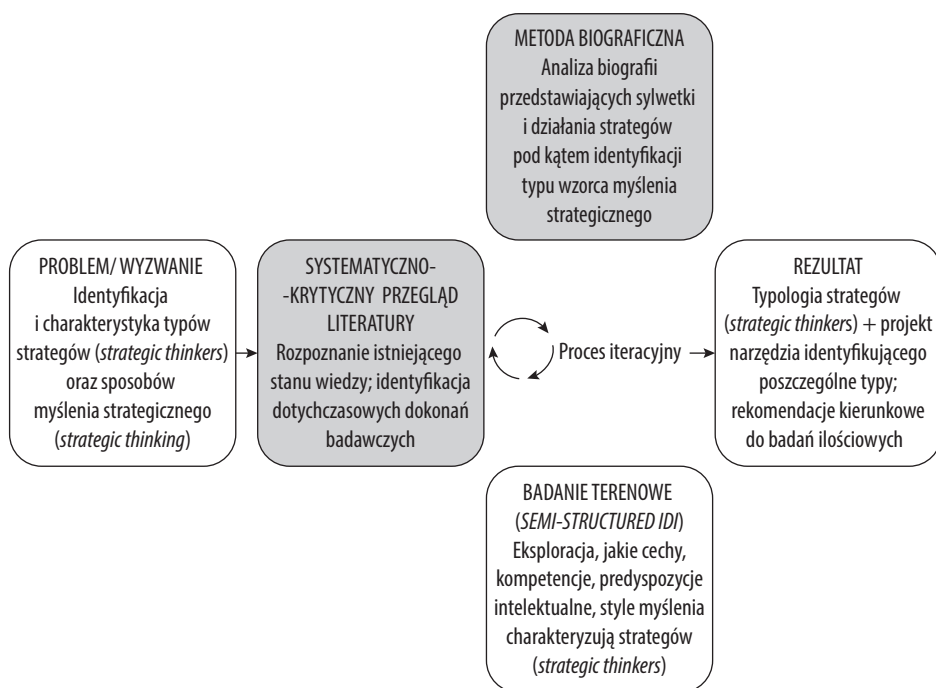 METODA BIOGRAFICZNA
Analiza biografii
przedstawiających sylwetki
i działania strategów
pod kątem identyfikacji
typu wzorca myślenia
strategicznego
PROBLEM/ WYZWANIE
Identyfikacja
i charakterystyka typów
strategów (strategic thinkers)
oraz sposobów
myślenia strategicznego
(strategic thinking)
SYSTEMATYCZNO-
-KRYTYCZNY PRZEGLĄD
LITERATURY
Rozpoznanie istniejącego
stanu wiedzy; identyfikacja
dotychczasowych dokonań
badawczych
Proces iteracyjny
REZULTAT
Typologia strategów
(strategic thinkers) + projekt
narzędzia identyfikującego
poszczególne typy;
rekomendacje kierunkowe
do badań ilościowych
BADANIE TERENOWE
(SEMI-STRUCTURED IDI)
Eksploracja, jakie cechy,
kompetencje, predyspozycje
intelektualne, style myślenia
charakteryzują strategów
(strategic thinkers)